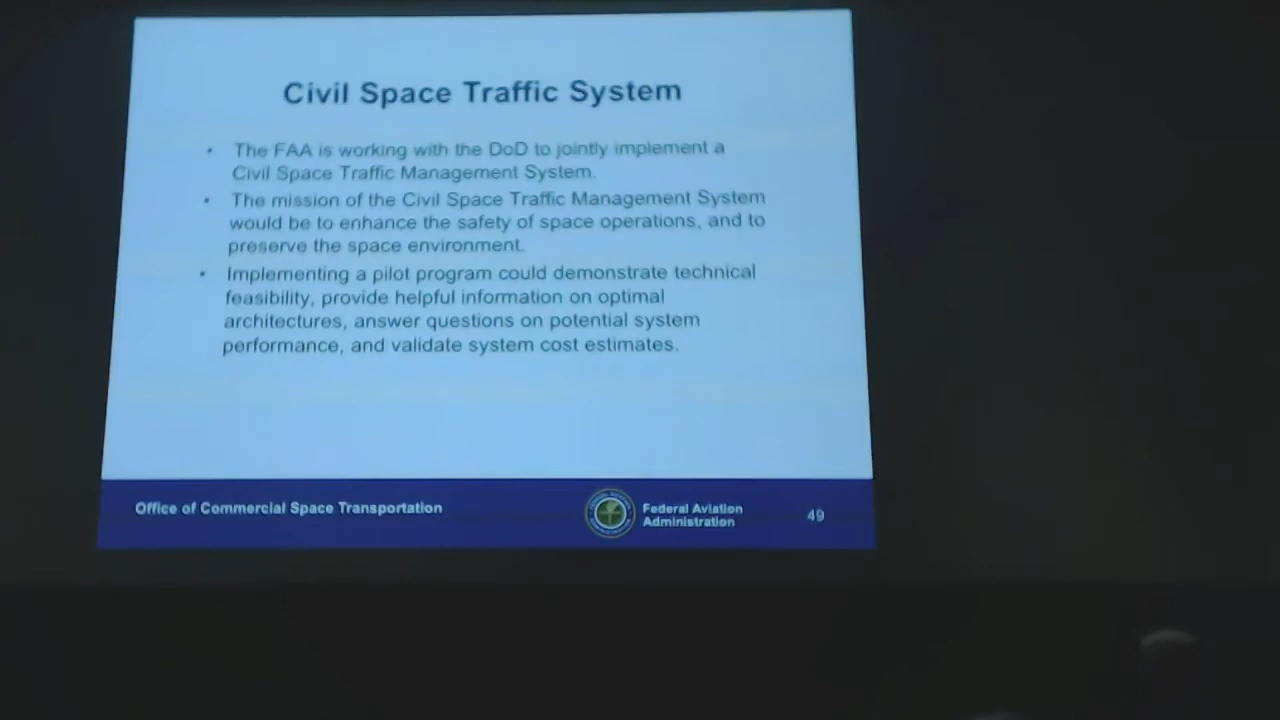 Civil Space Traffic System
• The FAA is working with the DoD to jointly implement a
Civil Space Traffic Management System.
• The mission of the Civil Space Traffic Management System
would be to enhance the safety of space operations, and to
preserve the space environment.
• Implementing a pilot program could demonstrate technical
feasibility, provide helpful information on optimal
architectures, answer questions on potential system
performance, and validate system cost estimates.
Office of Commercial Space Transportation
Federal Aviation
Administration
49